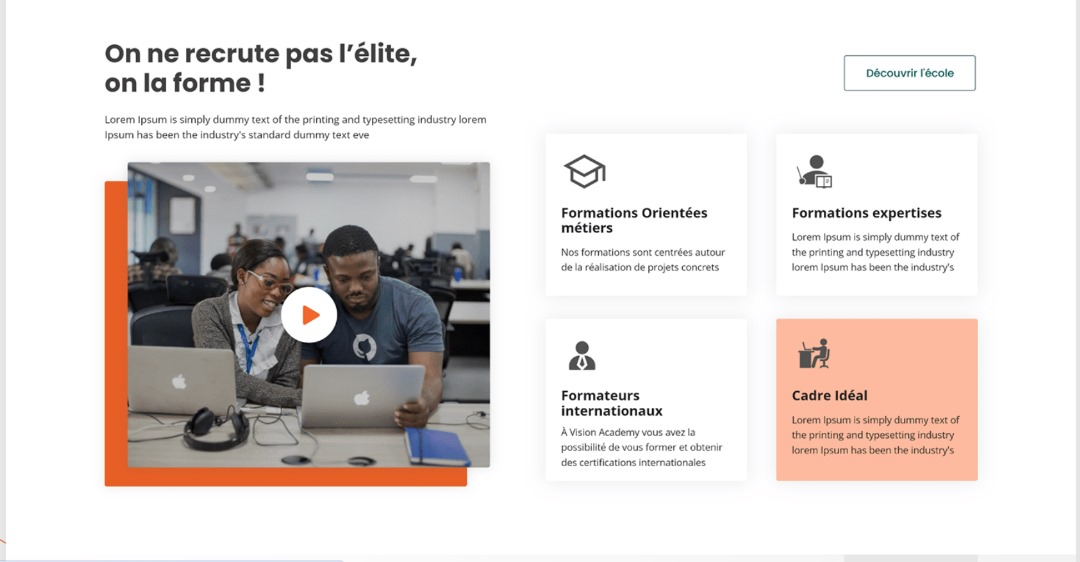 On ne recrute pas l’élite,
on la forme !
Découvrir l'école
Lorem Ipsum is simply dummy text of the printing and typesetting industry lorem
Ipsum has been the industry's standard dummy text eve
Formations Orientées
métiers
Nos formations sont centrées autour
de la réalisation de projets concrets
Formations expertises
Lorem Ipsum is simply dummy text of
the printing and typesetting industry
lorem Ipsum has been the industry's
Formateurs
internationaux
À Vision Academy vous avez la
possibilité de vous former et obtenir
des certifications internationales
Cadre Idéal
Lorem Ipsum is simply dummy text of
the printing and typesetting industry
lorem Ipsum has been the industry's